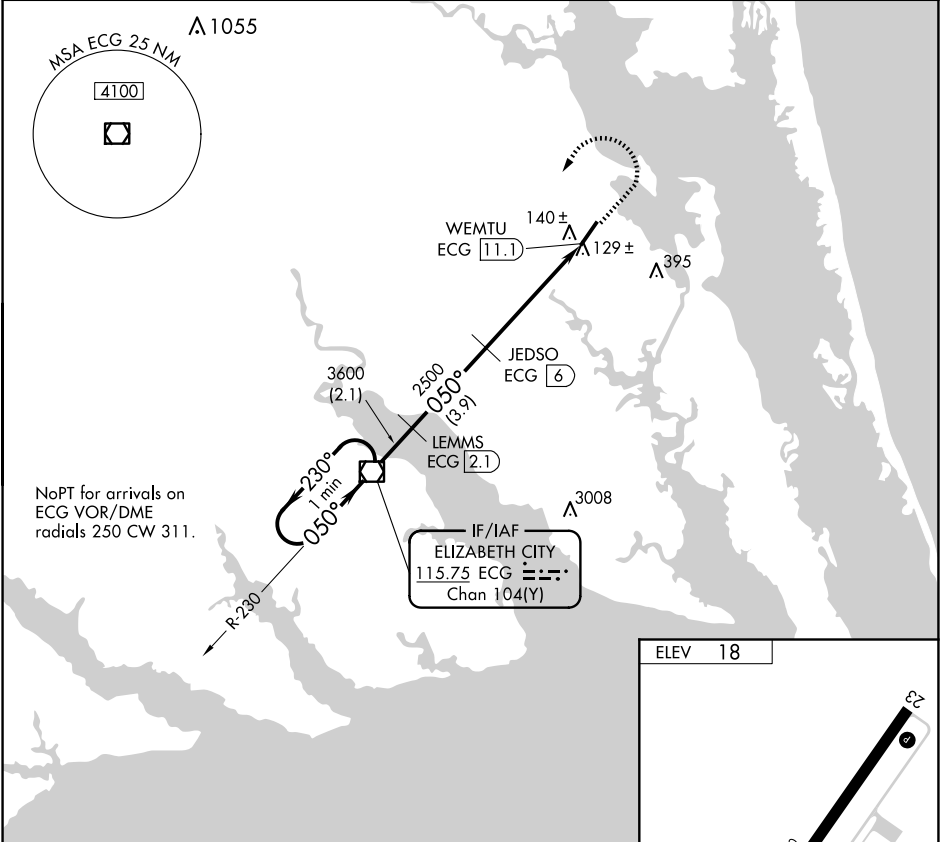 1055
MSA ECG 25 NM
4100
WEMTU
ECG 11.1
140 ±
129 ±
395
JEDSO
ECG 6
3600
(2.1)
2500
050°
(3.9)
LEMMS
ECG 2.1
230°
1 min
050°
NoPT for arrivals on
ECG VOR/DME
radials 250 CW 311.
3008
IF/IAF
ELIZABETH CITY
115.75 ECG
Chan 104(Y)
R-230
ELEV 18
23
P